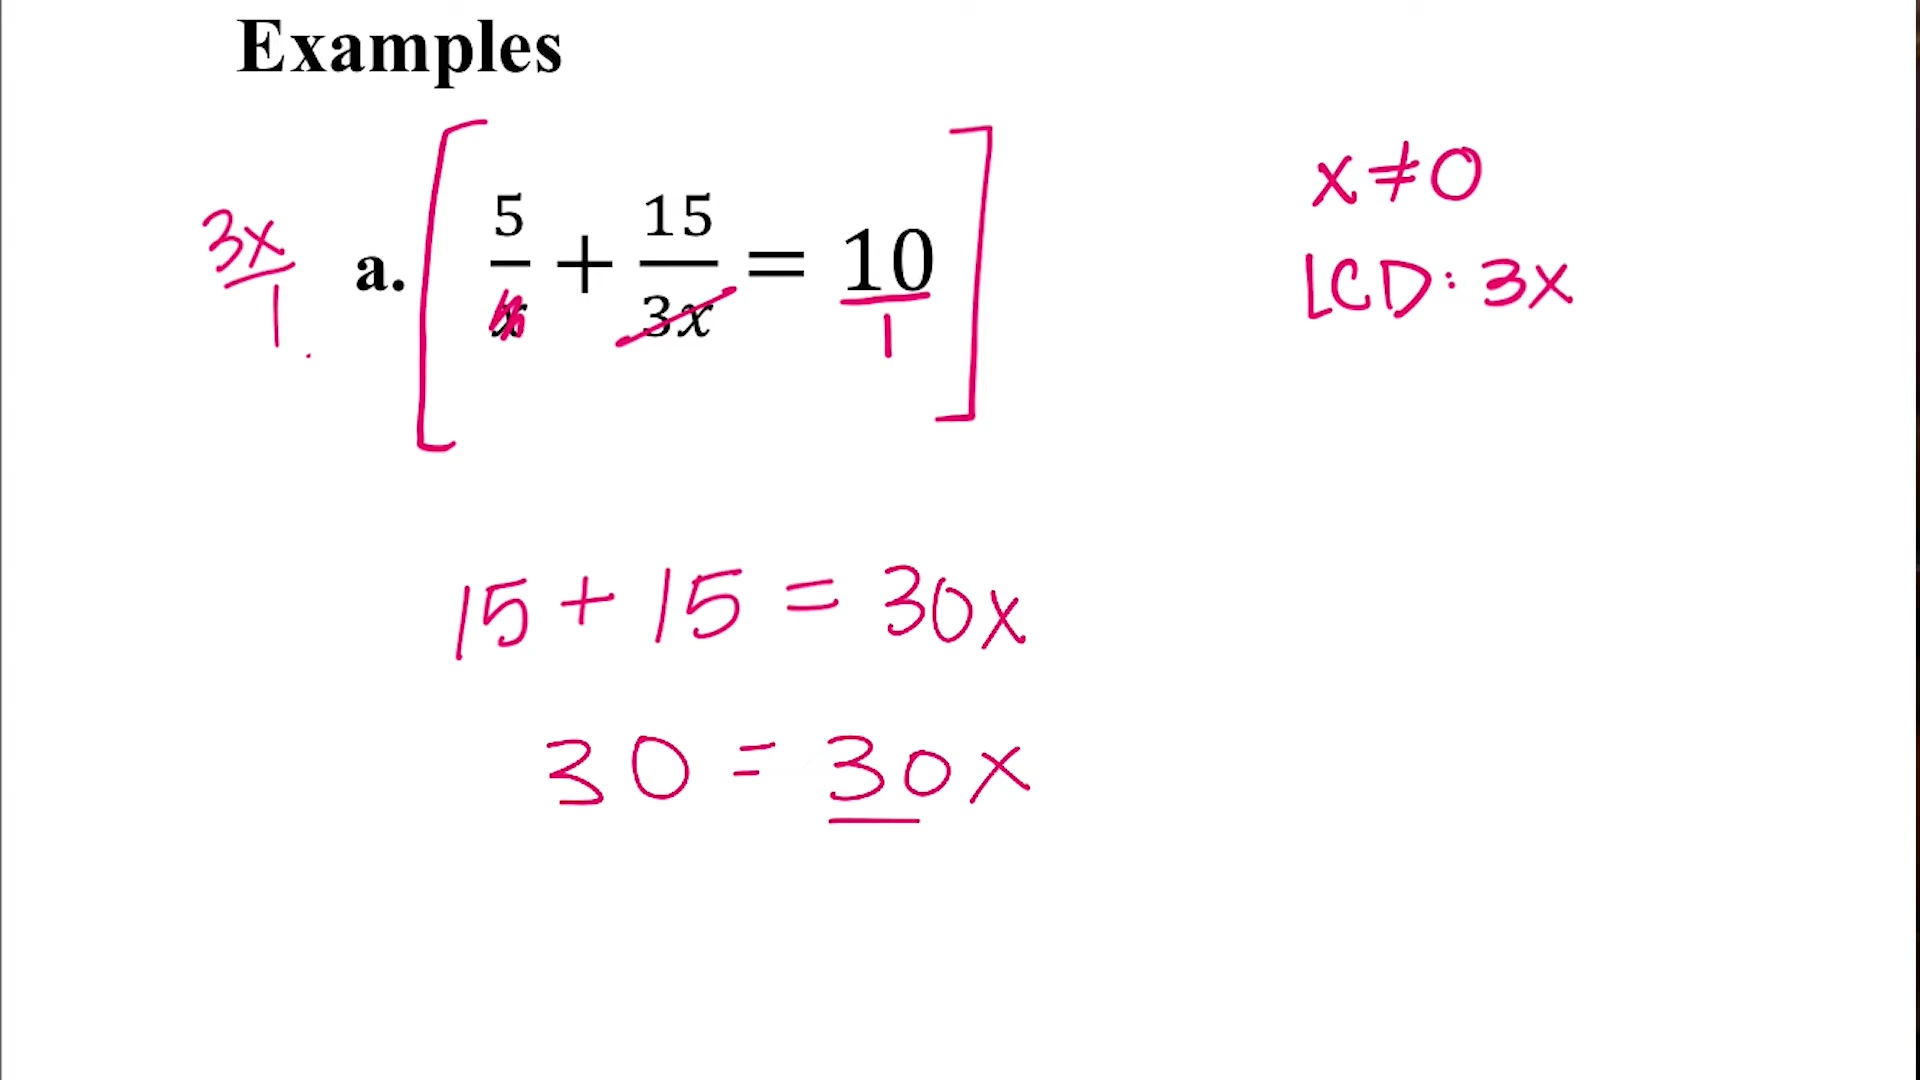 Examples
3x/1 a. [5/x + 15/3x = 10/1]
x≠0
LCD: 3x
15 + 15 = 30x
30 = 30x